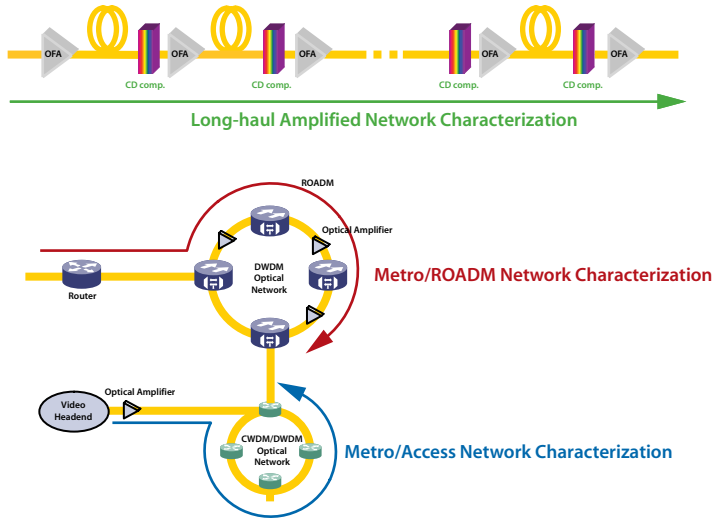 OFA
OFA
OFA
OFA
OFA
CD comp.
CD comp.
CD comp.
CD comp.
Long-haul Amplified Network Characterization
ROADM
Optical Amplifier
DWDM
Optical
Network
Metro/ROADM Network Characterization
Router
Optical Amplifier
Video
Headend
CWDM/DWDM
Optical
Network
Metro/Access Network Characterization